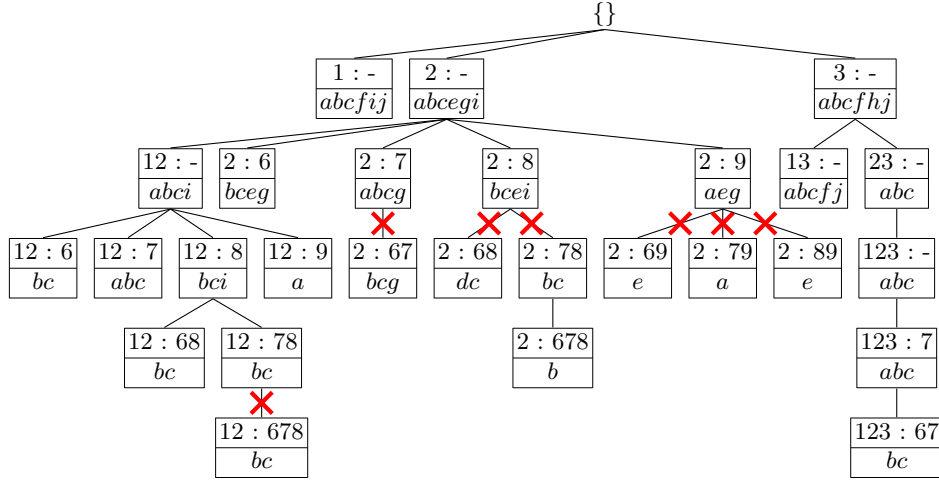 {}
1 : - 2 : - 3 : -
abcfij abcegi abcfhj
12 : - 2 : 6 2 : 7 2 : 8 2 : 9 13 : - 23 : -
abci bceg abcg bcei aeg abcfj abc
12 : 6 12 : 7 12 : 8 12 : 9 2 : 67 2 : 68 2 : 78 2 : 69 2 : 79 2 : 89 123 : -
bc abc bci a bcg dc bc e a e abc
12 : 68 12 : 78 2 : 678 123 : 7
bc bc b abc
12 : 678 123 : 67
bc bc